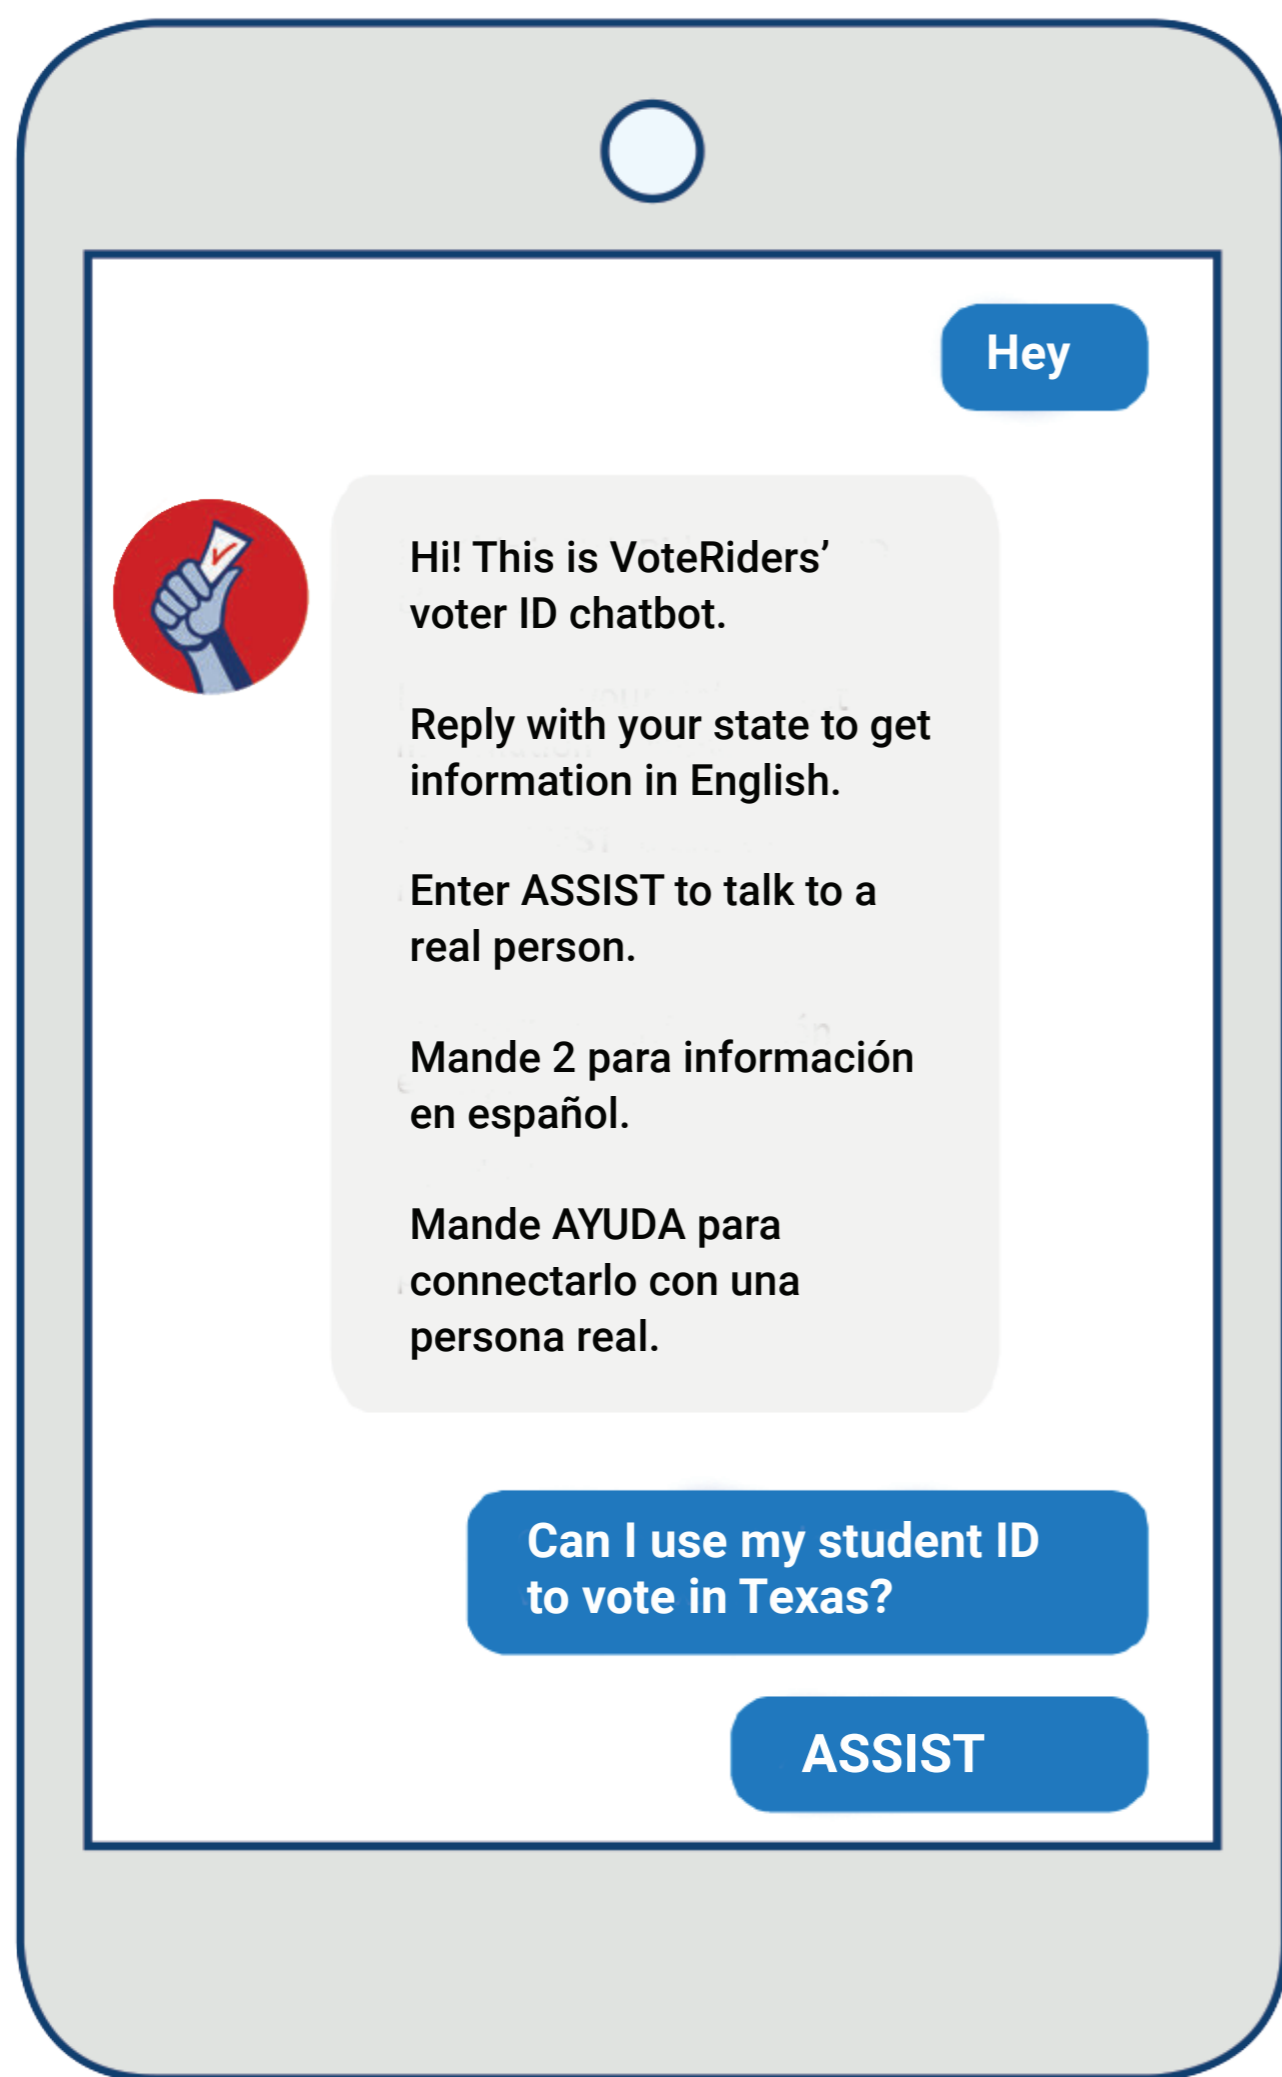 Hey
Hi! This is VoteRiders’
voter ID chatbot.
Reply with your state to get
information in English.
Enter ASSIST to talk to a
real person.
Mande 2 para información
en español.
Mande AYUDA para
connectarlo con una
persona real.
Can I use my student ID
to vote in Texas?
ASSIST